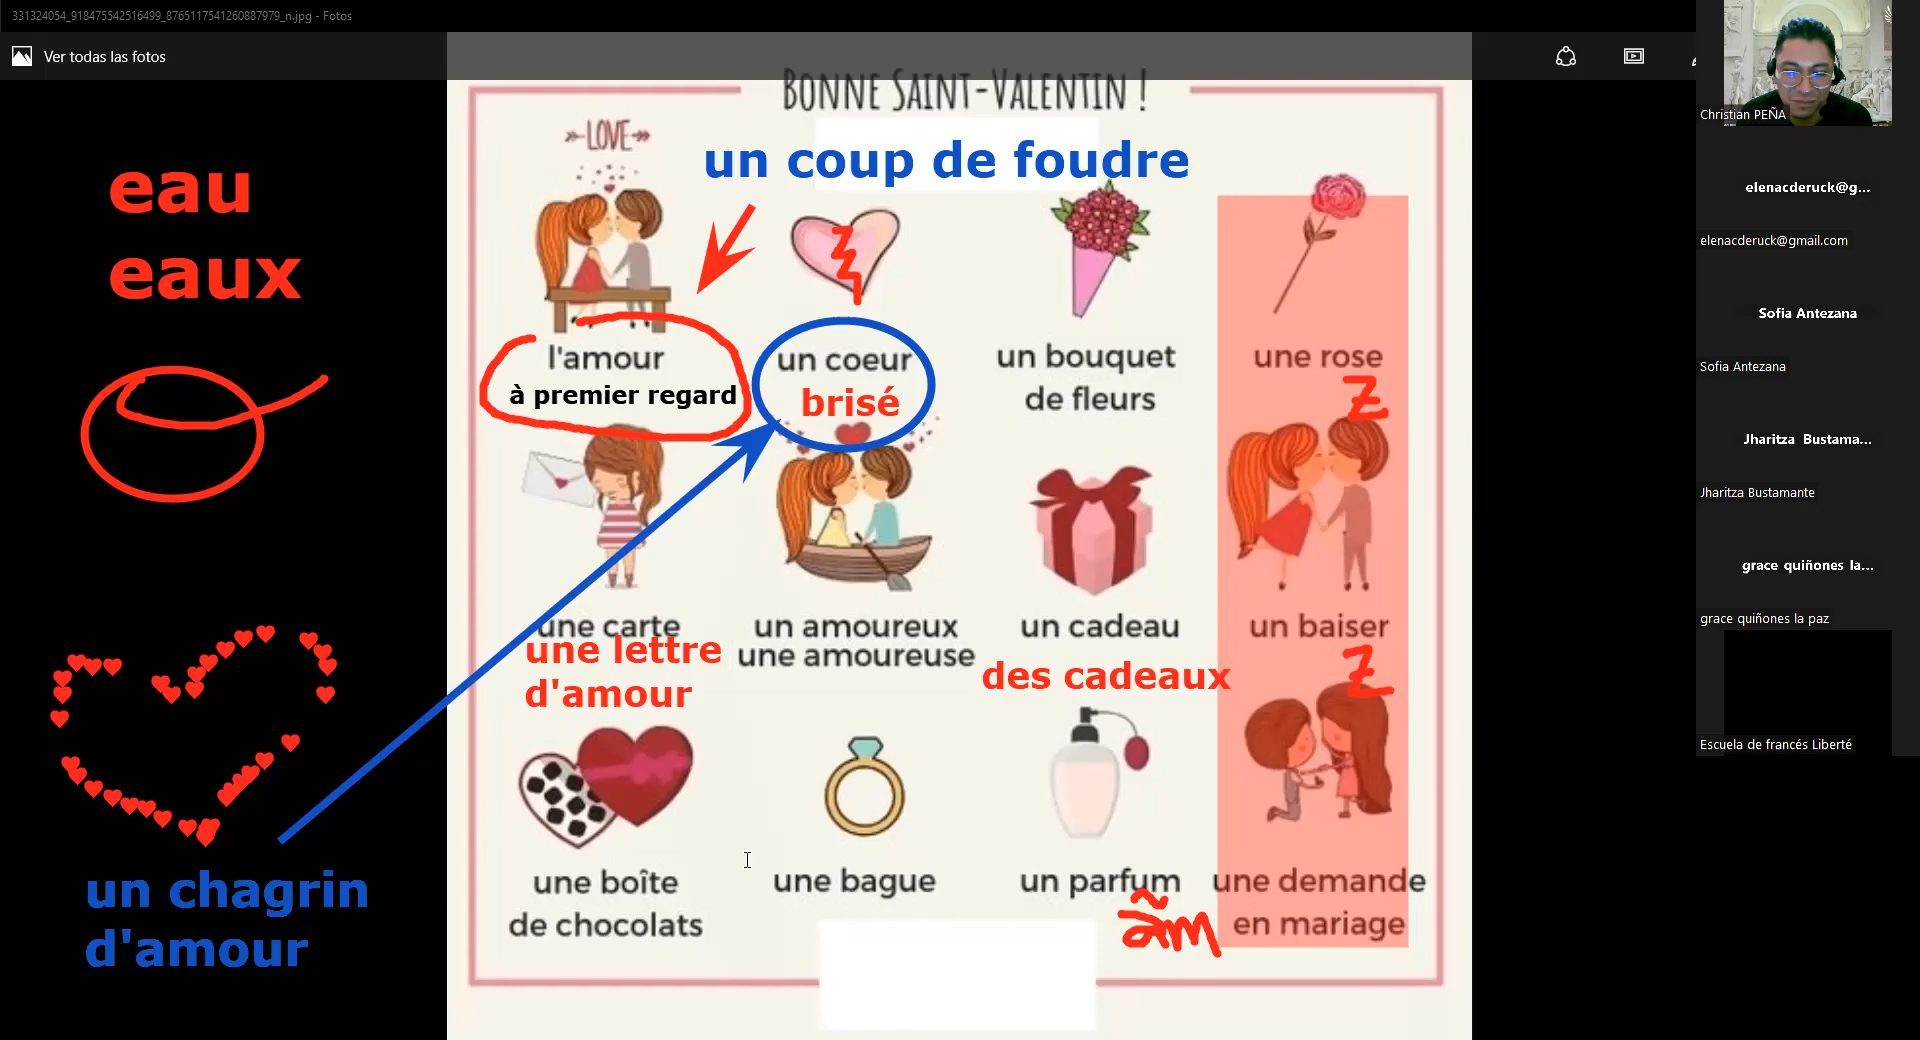 331324054_918475542516499_8765117541260887979_n.jpg - Fotos
Ver todas las fotos
BONNE SAINT-VALENTIN !
LOVE
un coup de foudre
eau
eaux
l'amour
à premier regard
un coeur
brisé
un bouquet
de fleurs
une rose
z
une carte
une lettre
d'amour
un amoureux
une amoureuse
un cadeau
des cadeaux
un baiser
z
une boîte
de chocolats
une bague
un parfum
ãm
une demande
en mariage
un chagrin
d'amour
Christian PEÑA
elenacderuck@g...
elenacderuck@gmail.com
Sofia Antezana
Sofia Antezana
Jharitza Bustama...
Jharitza Bustamante
grace quiñones la...
grace quiñones la paz
Escuela de francés Liberté